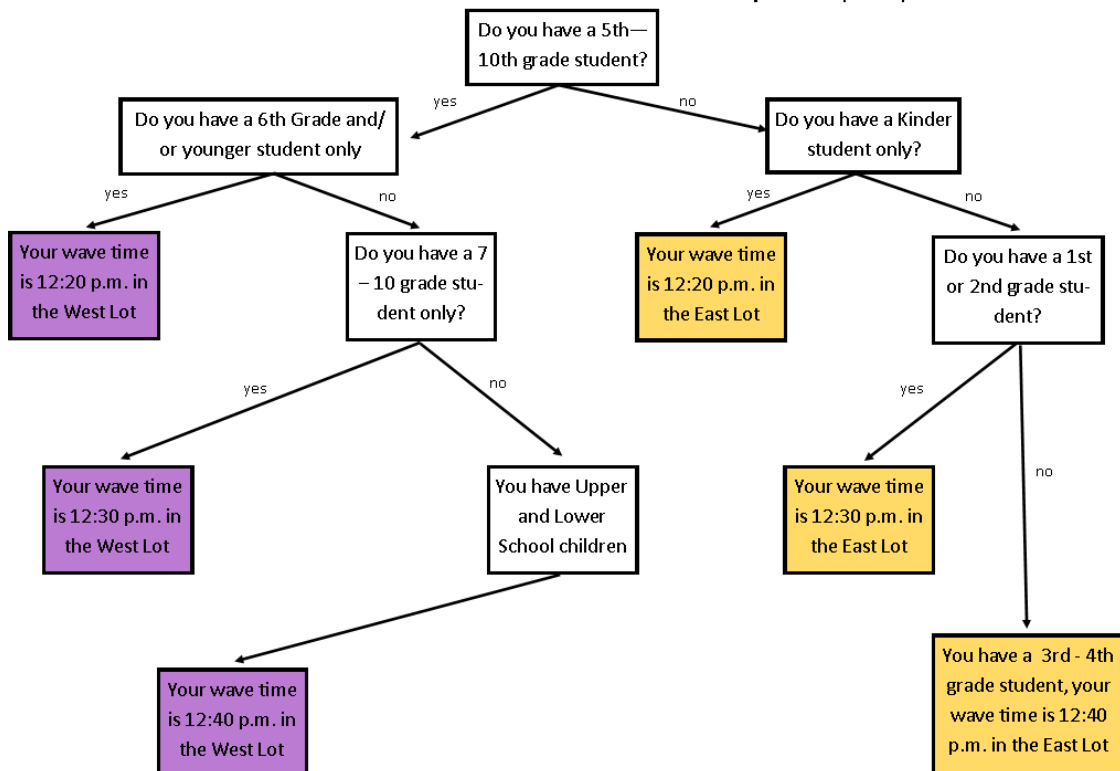 Do you have a 5th—
10th grade student?
yes
no
Do you have a 6th Grade and/
or younger student only
Do you have a Kinder
student only?
yes
no
yes
no
Your wave time
is 12:20 p.m. in
the West Lot
Do you have a 7
– 10 grade stu-
dent only?
Your wave time
is 12:20 p.m. in
the East Lot
Do you have a 1st
or 2nd grade stu-
dent?
yes
no
yes
no
Your wave time
is 12:30 p.m. in
the West Lot
You have Upper
and Lower
School children
Your wave time
is 12:30 p.m. in
the East Lot
Your wave time
is 12:40 p.m. in
the West Lot
You have a  3rd - 4th
grade student, your
wave time is 12:40
p.m. in the East Lot